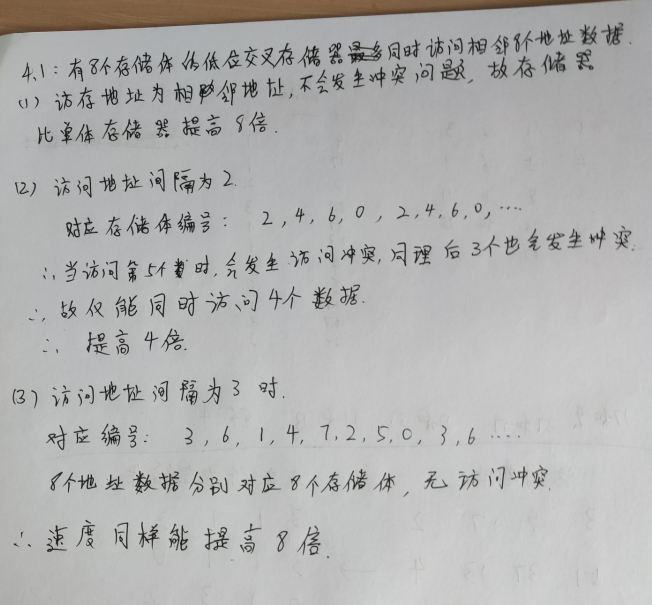 4.1：有8个存储体的低位交叉存储器同时访问相邻8个地址数据.
(1) 访存地址为相邻地址,不会发生冲突问题，故存储器
比单体存储器提高8倍.
(2) 访问地址间隔为2.
对应存储体编号： 2,4,6,0,2,4,6,0,….
∴当访问第5个时,会发生访问冲突,同理后3个也会发生冲突.
∴故仅能同时访问4个数据.
∴ 提高4倍.
(3) 访问地址间隔为3时.
对应编号： 3,6,1,4,7,2,5,0,3,6 ….
8个地址数据分别对应8个存储体，无访问冲突.
∴速度同样能提高8倍.